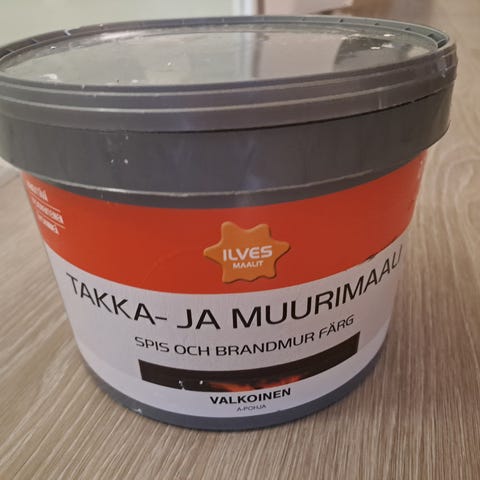 ILVES
MAALIT
TAKKA- JA MUURIMAALI
SPIS OCH BRANDMUR FÄRG
VALKOINEN
A-POHJA